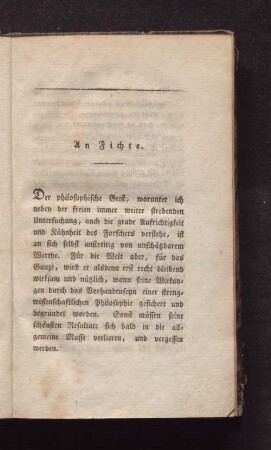 An Fichte.
Der philosophische Geist, worunter ich
neben der freien immer weiter strebenden
Untersuchung, auch die grade Aufrichtigkeit
und Kühnheit des Forschers verstehe, ist
an sich selbst unstreitig von unschätzbarem
Werthe. Für die Welt aber, für das
Ganze, wird er alsdenn erst recht bleibend
wirksam und nützlich, wann seine Wirkun-
gen durch das Vorhandenseyn einer streng-
wissenschaftlichen Philosophie gesichert und
begründet worden. Sonst müssen seine
schönsten Resultate sich bald in die all-
gemeine Masse verlieren, und vergessen
werden.